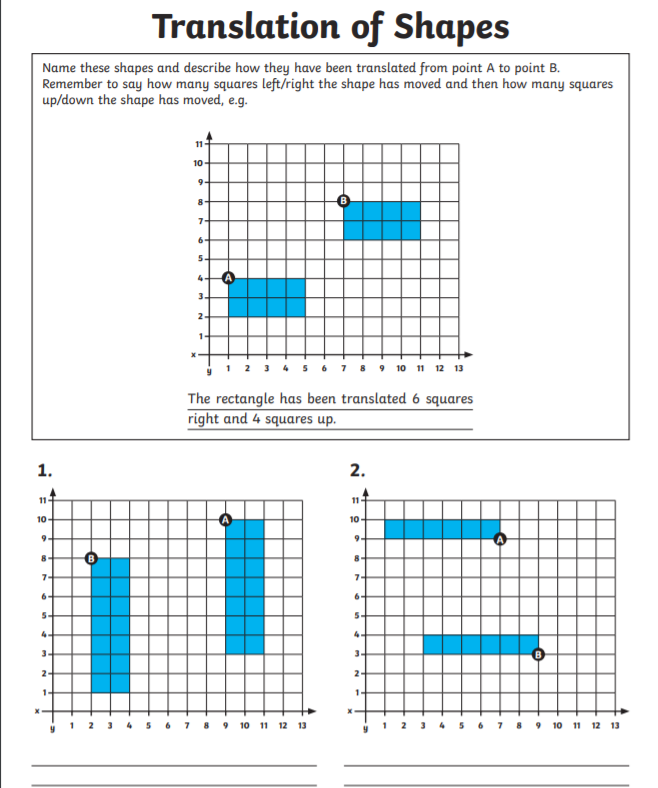 Translation of Shapes
Name these shapes and describe how they have been translated from point A to point B.
Remember to say how many squares left/right the shape has moved and then how many squares
up/down the shape has moved, e.g.
11
10
9
8 B
7
6
5
4 A
3
2
1
x
y 1 2 3 4 5 6 7 8 9 10 11 12 13
The rectangle has been translated 6 squares
right and 4 squares up.
1.
11
10 A
9
8 B
7
6
5
4
3
2
1
x
y 1 2 3 4 5 6 7 8 9 10 11 12 13
2.
11
10
9 A
8
7
6
5
4
3 B
2
1
x
y 1 2 3 4 5 6 7 8 9 10 11 12 13